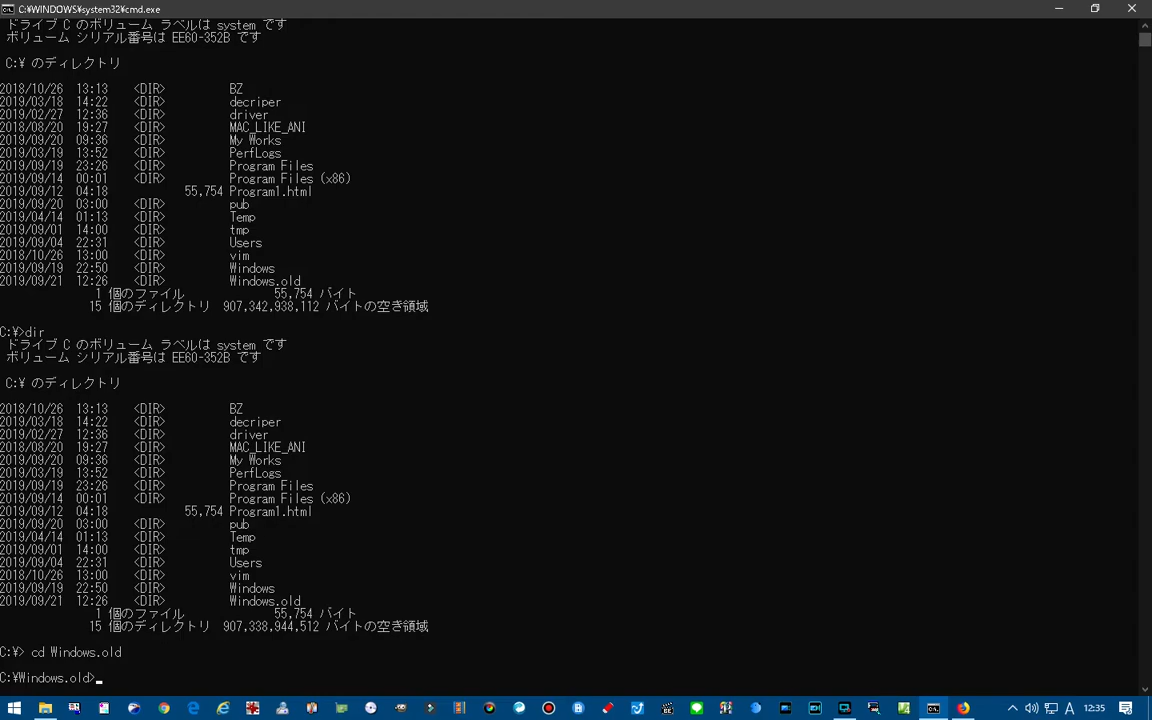 C:¥WINDOWS¥system32¥cmd.exe
ドライブ C のボリューム ラベルは system です
ボリューム シリアル番号は EE60-352B です
C:¥ のディレクトリ
2018/10/26 13:13 <DIR> BZ
2019/03/18 14:22 <DIR> decriper
2019/02/27 12:36 <DIR> driver
2018/08/20 19:27 <DIR> MAC_LIKE_ANI
2019/09/20 09:36 <DIR> My Works
2019/03/19 13:52 <DIR> PerfLogs
2019/09/19 23:26 <DIR> Program Files
2019/09/14 00:01 <DIR> Program Files (x86)
2019/09/12 04:18 55,754 Program1.html
2019/09/20 03:00 <DIR> pub
2019/04/14 01:13 <DIR> Temp
2019/09/01 14:00 <DIR> tmp
2019/09/04 22:31 <DIR> Users
2018/10/26 13:00 <DIR> vim
2019/09/19 22:50 <DIR> Windows
2019/09/21 12:26 <DIR> Windows.old
1 個のファイル 55,754 バイト
15 個のディレクトリ 907,342,938,112 バイトの空き領域
C:¥>dir
ドライブ C のボリューム ラベルは system です
ボリューム シリアル番号は EE60-352B です
C:¥ のディレクトリ
2018/10/26 13:13 <DIR> BZ
2019/03/18 14:22 <DIR> decriper
2019/02/27 12:36 <DIR> driver
2018/08/20 19:27 <DIR> MAC_LIKE_ANI
2019/09/20 09:36 <DIR> My Works
2019/03/19 13:52 <DIR> PerfLogs
2019/09/19 23:26 <DIR> Program Files
2019/09/14 00:01 <DIR> Program Files (x86)
2019/09/12 04:18 55,754 Program1.html
2019/09/20 03:00 <DIR> pub
2019/04/14 01:13 <DIR> Temp
2019/09/01 14:00 <DIR> tmp
2019/09/04 22:31 <DIR> Users
2018/10/26 13:00 <DIR> vim
2019/09/19 22:50 <DIR> Windows
2019/09/21 12:26 <DIR> Windows.old
1 個のファイル 55,754 バイト
15 個のディレクトリ 907,338,944,512 バイトの空き領域
C:¥> cd Windows.old
C:¥Windows.old>_
A 12:35